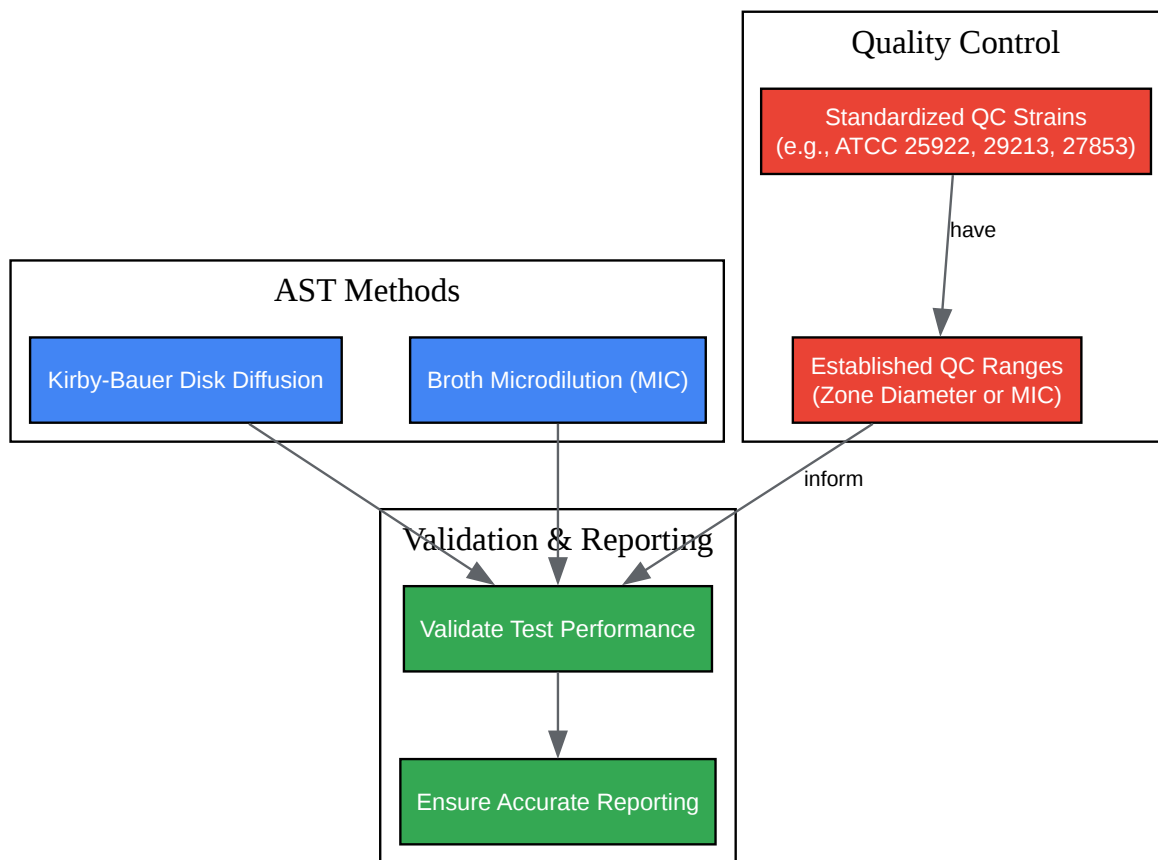 Quality Control
Standardized QC Strains
(e.g., ATCC 25922, 29213, 27853)
have
AST Methods
Kirby-Bauer Disk Diffusion
Broth Microdilution (MIC)
Established QC Ranges
(Zone Diameter or MIC)
inform
Validation & Reporting
Validate Test Performance
Ensure Accurate Reporting